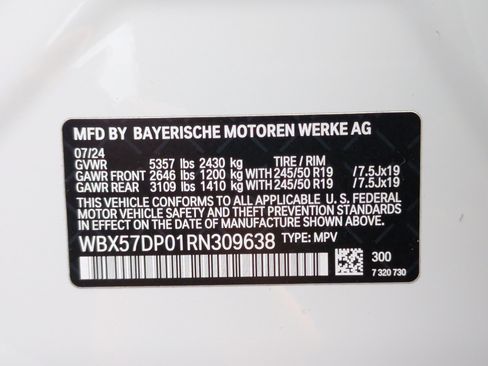 MFD BY BAYERISCHE MOTOREN WERKE AG
07/24
GVWR 5357 lbs 2430 kg TIRE / RIM
GAWR FRONT 2646 lbs 1200 kg WITH 245/50 R19 /7.5Jx19
GAWR REAR 3109 lbs 1410 kg WITH 245/50 R19 /7.5Jx19
THIS VEHICLE CONFORMS TO ALL APPLICABLE U. S. FEDERAL
MOTOR VEHICLE SAFETY AND THEFT PREVENTION STANDARDS
IN EFFECT ON THE DATE OF MANUFACTURE SHOWN ABOVE.
WBX57DP01RN309638 TYPE: MPV
300
7 320 730